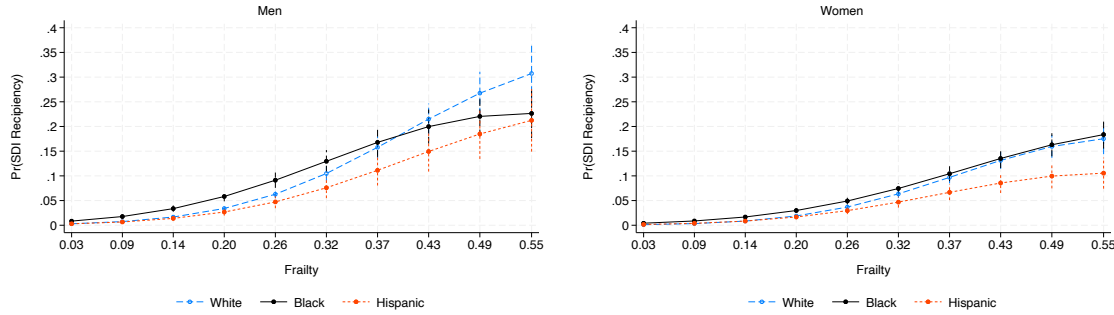 Men
Pr(SDI Recipiency)
.4
.35
.3
.25
.2
.15
.1
.05
0
0.03 0.09 0.14 0.20 0.26 0.32 0.37 0.43 0.49 0.55
Frailty
White Black Hispanic
Women
Pr(SDI Recipiency)
.4
.35
.3
.25
.2
.15
.1
.05
0
0.03 0.09 0.14 0.20 0.26 0.32 0.37 0.43 0.49 0.55
Frailty
White Black Hispanic